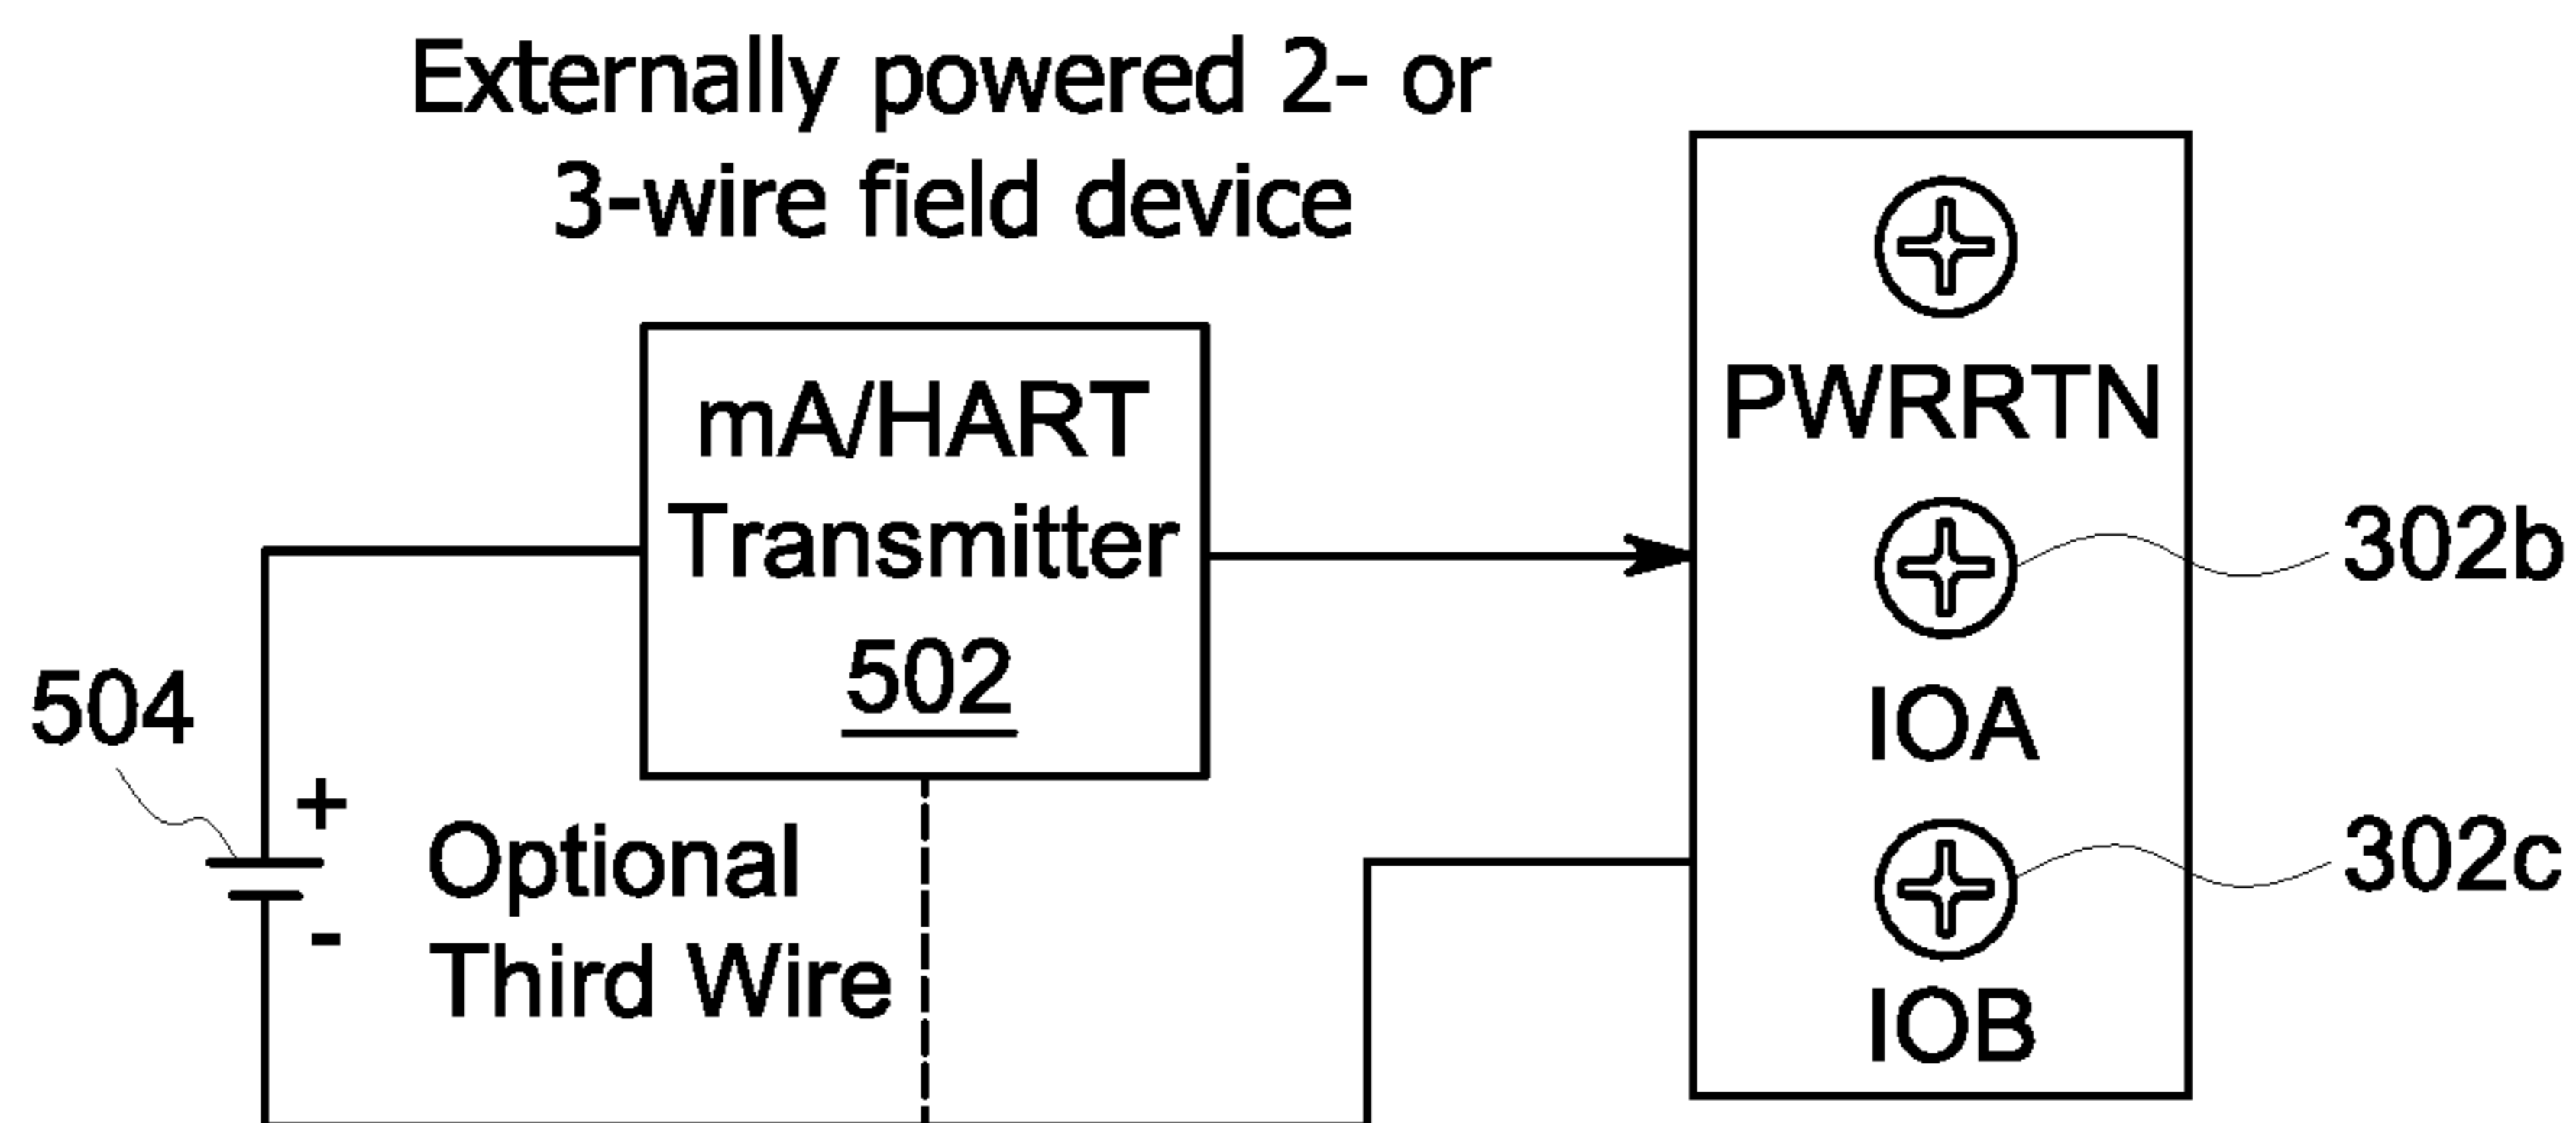 Externally powered 2- or
3-wire field device
mA/HART
Transmitter
502
PWRRTN
IOA
IOB
302b
302c
504
+
-
Optional
Third Wire